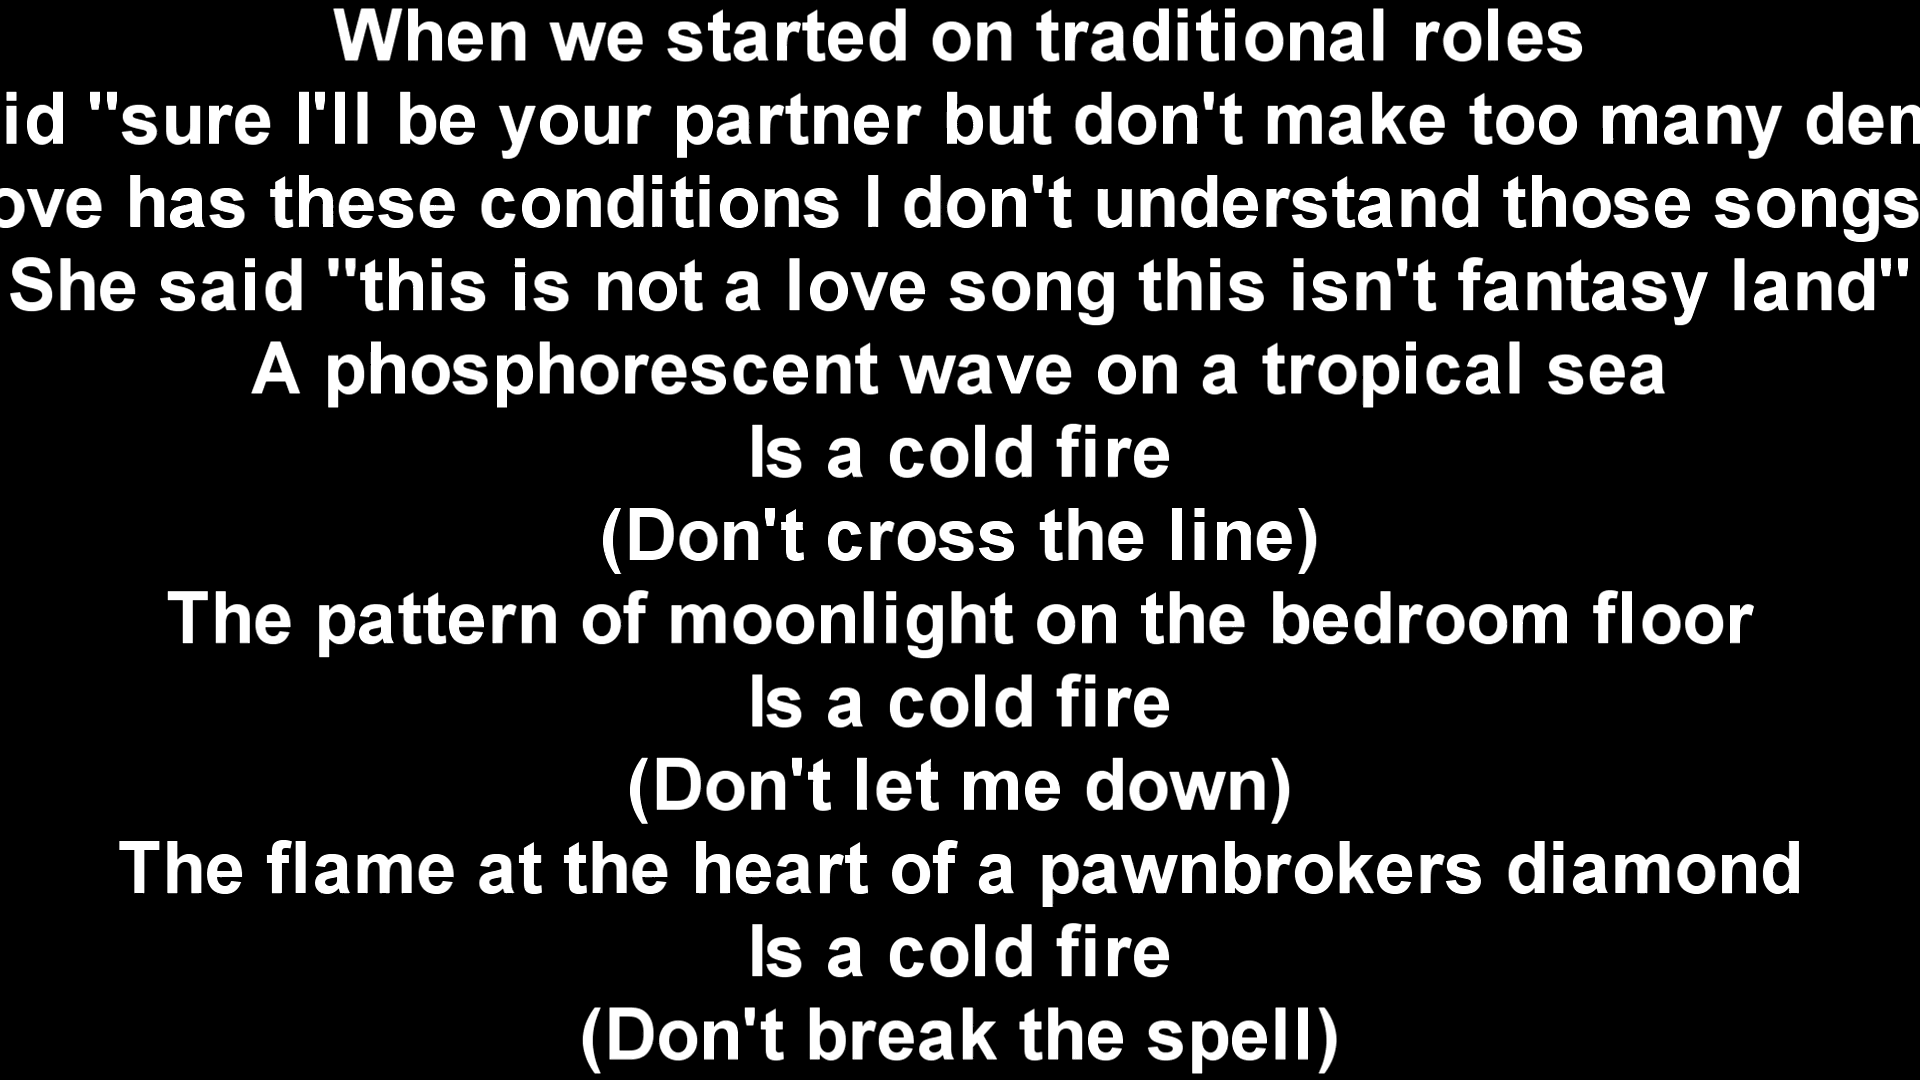 When we started on traditional roles
"sure I'll be your partner but don't make too many
has these conditions I don't understand those songs
She said "this is not a love song this isn't fantasy land"
A phosphorescent wave on a tropical sea
Is a cold fire
(Don't cross the line)
The pattern of moonlight on the bedroom floor
Is a cold fire
(Don't let me down)
The flame at the heart of a pawnbrokers diamond
Is a cold fire
(Don't break the spell)